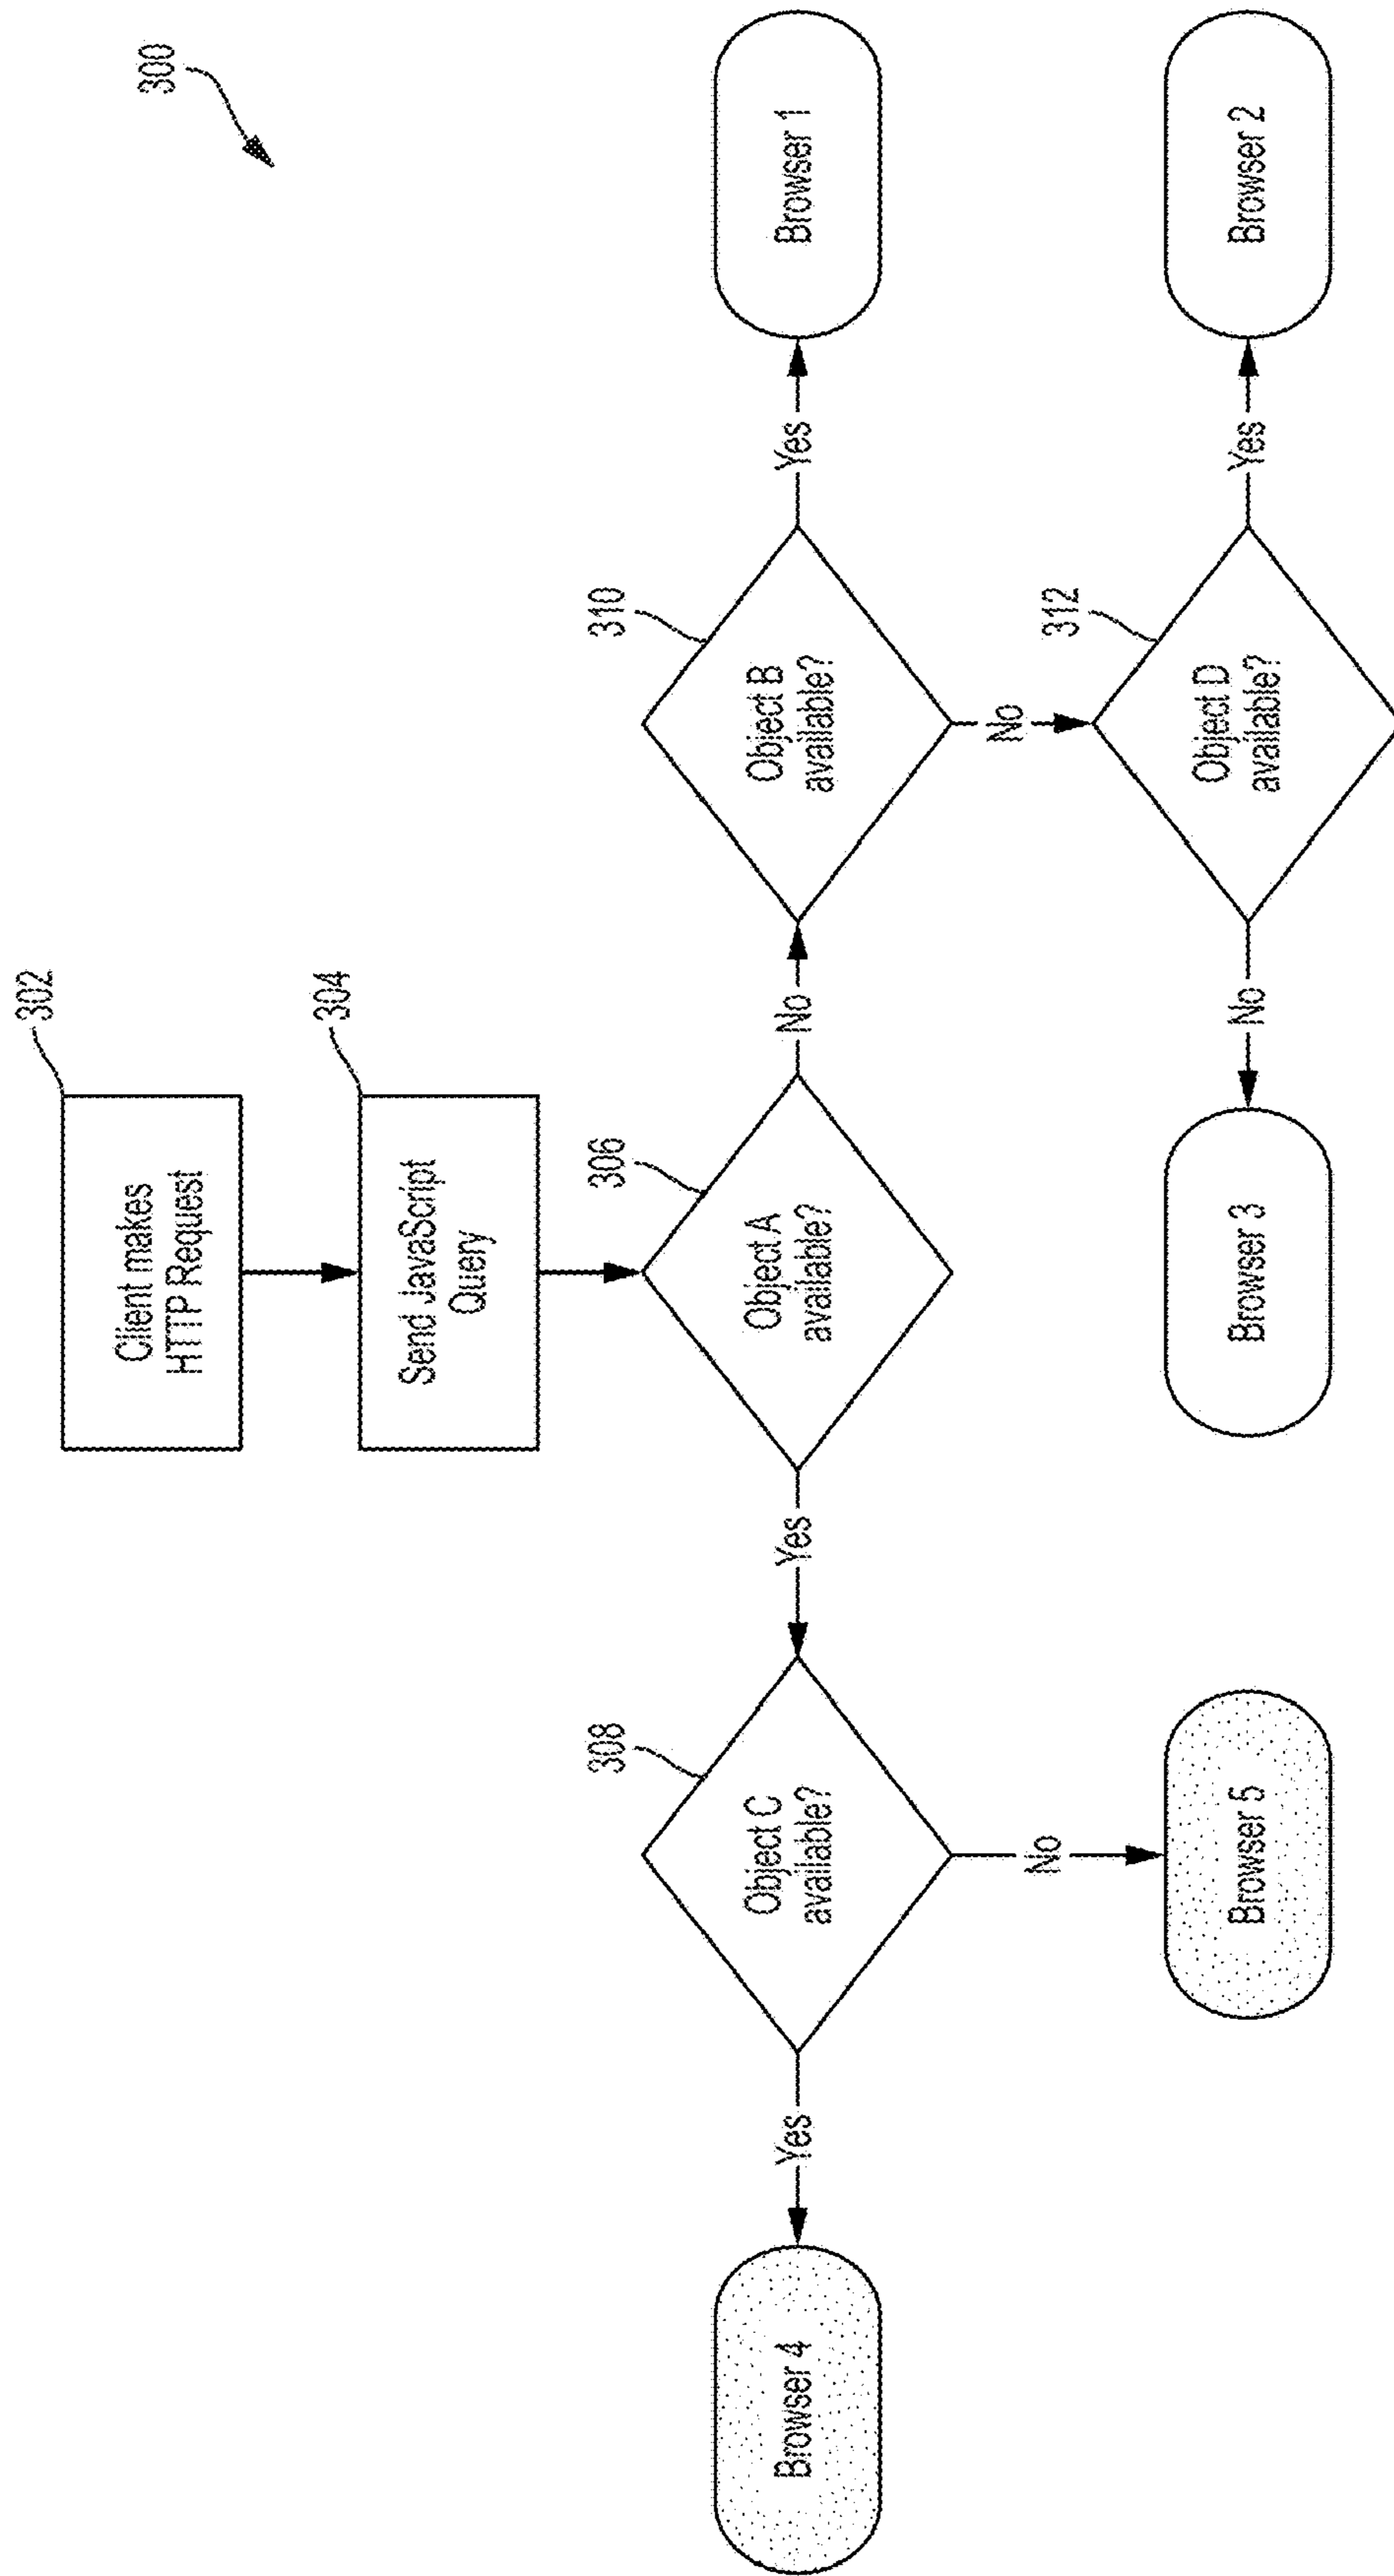 300
302
Client makes
HTTP Request
304
Send JavaScript
Query
306
Object A
available?
Yes
No
308
Object C
available?
Yes
No
Browser 4
Browser 5
310
Object B
available?
Yes
No
Browser 1
312
Object D
available?
Yes
No
Browser 2
Browser 3